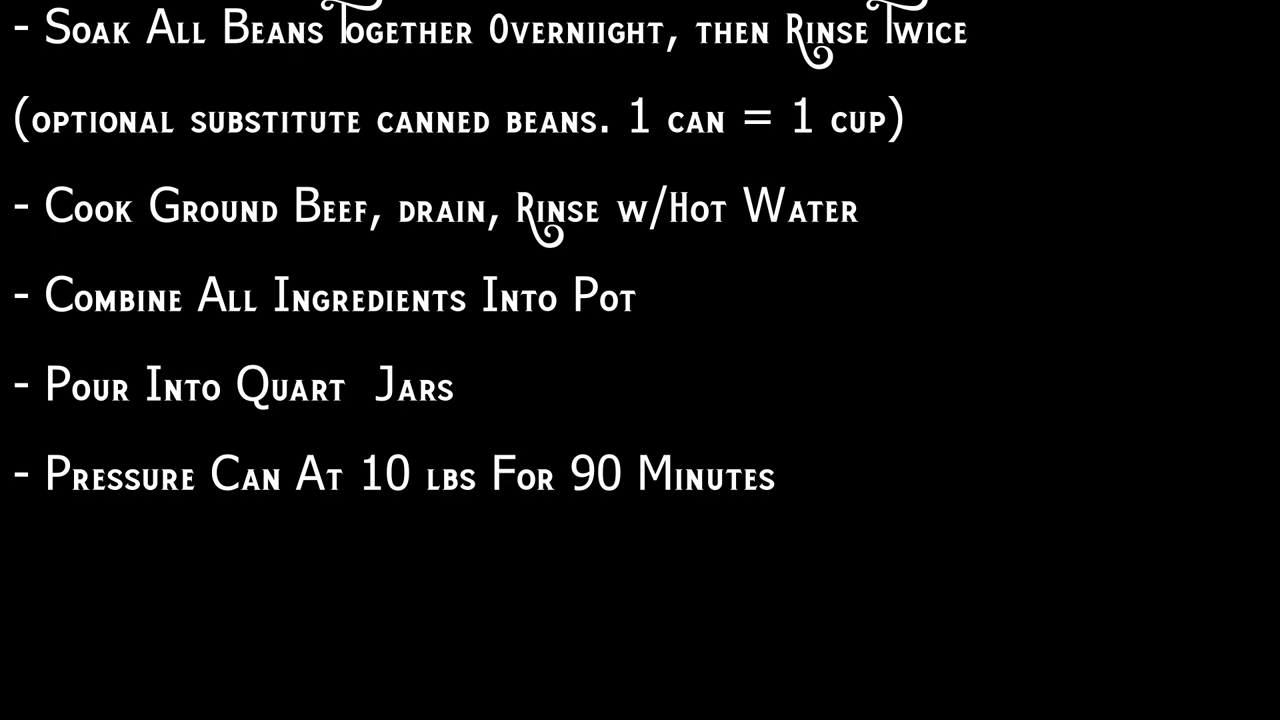 - Soak All Beans Together Overniight, then Rinse Twice
(optional substitute canned beans. 1 can = 1 cup)
- Cook Ground Beef, drain, Rinse w/Hot Water
- Combine All Ingredients Into Pot
- Pour Into Quart  Jars
- Pressure Can At 10 lbs For 90 Minutes